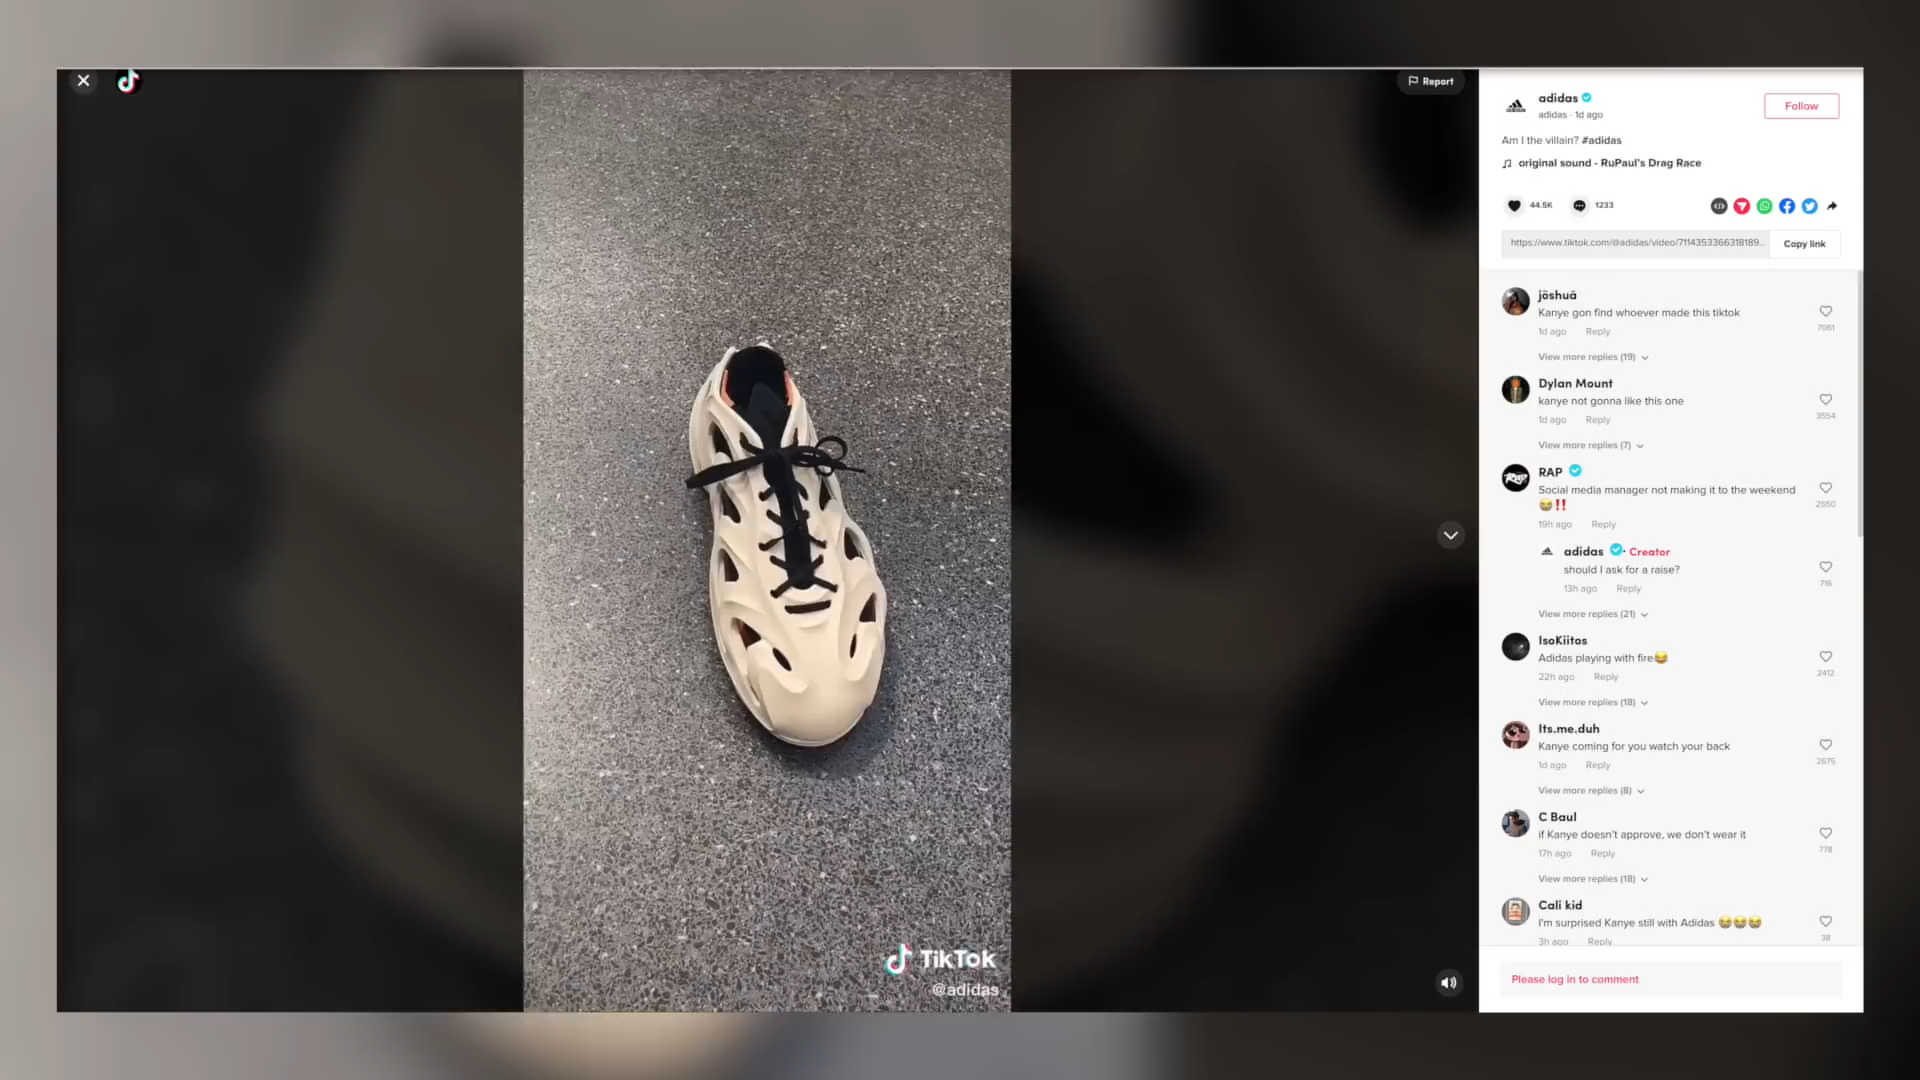 Report
TikTok
@adidas
adidas
adidas · 1d ago
Follow
Am I the villain? #adidas
original sound - RuPaul's Drag Race
44.5K
1233
https://www.tiktok.com/@adidas/video/7114353366318189...
Copy link
jōshuā
Kanye gon find whoever made this tiktok
1d ago Reply
7061
View more replies (19)
Dylan Mount
kanye not gonna like this one
1d ago Reply
3554
View more replies (7)
RAP
Social media manager not making it to the weekend
😂‼️
19h ago Reply
2550
adidas · Creator
should I ask for a raise?
13h ago Reply
716
View more replies (21)
IsoKiitos
Adidas playing with fire😂
22h ago Reply
2412
View more replies (18)
Its.me.duh
Kanye coming for you watch your back
1d ago Reply
2675
View more replies (8)
C Baul
if Kanye doesn't approve, we don't wear it
17h ago Reply
778
View more replies (18)
Cali kid
I'm surprised Kanye still with Adidas 😂😂😂
3h ago Reply
38
Please log in to comment